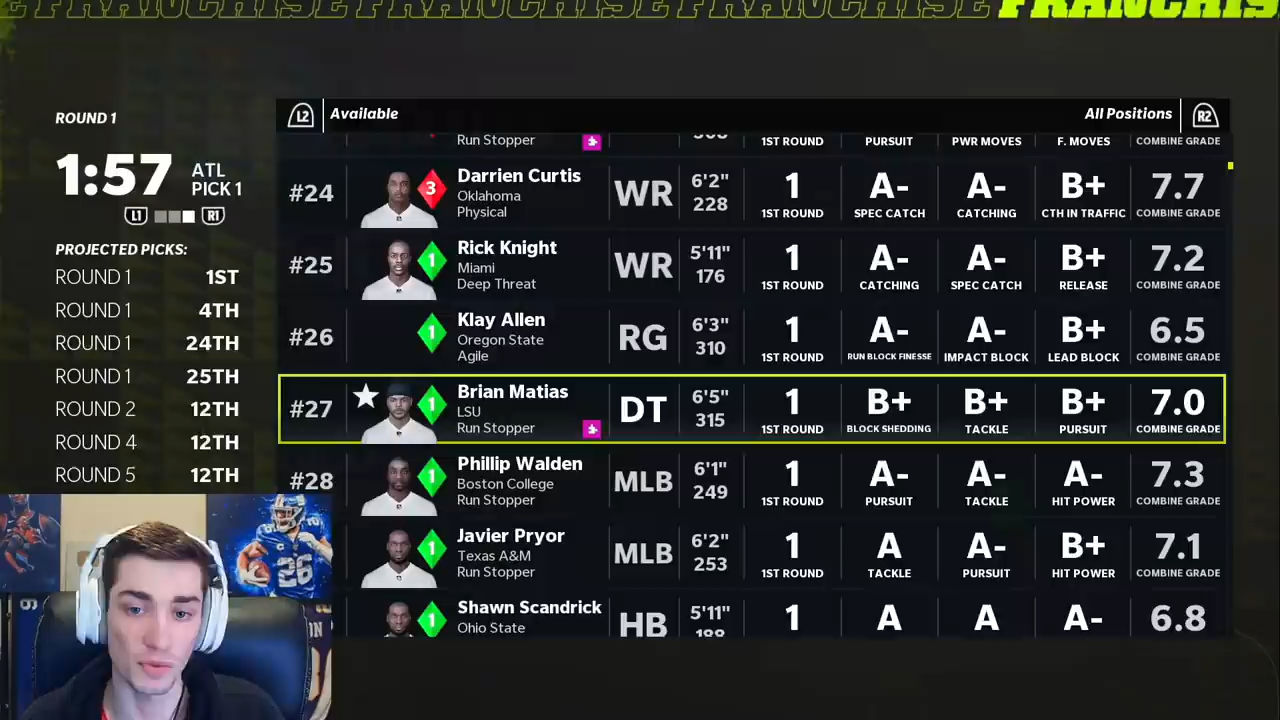 FRANCHISE FRANCHISE FRANCHISE FRANCHIS
ROUND 1
1:57
ATL
PICK 1
L1
R1
PROJECTED PICKS:
ROUND 1 1ST
ROUND 1 4TH
ROUND 1 24TH
ROUND 1 25TH
ROUND 2 12TH
ROUND 4 12TH
ROUND 5 12TH
L2 Available All Positions R2
Run Stopper 1ST ROUND PURSUIT PWR MOVES F. MOVES COMBINE GRADE
#24 3 Darrien Curtis WR 6'2" 1 A- A- B+ 7.7
Oklahoma 228
Physical 1ST ROUND SPEC CATCH CATCHING CTH IN TRAFFIC COMBINE GRADE
#25 1 Rick Knight WR 5'11" 1 A- A- B+ 7.2
Miami 176
Deep Threat 1ST ROUND CATCHING SPEC CATCH RELEASE COMBINE GRADE
#26 1 Klay Allen RG 6'3" 1 A- A- B+ 6.5
Oregon State 310
Agile 1ST ROUND RUN BLOCK FINESSE IMPACT BLOCK LEAD BLOCK COMBINE GRADE
#27 1 Brian Matias DT 6'5" 1 B+ B+ B+ 7.0
LSU 315
Run Stopper 1ST ROUND BLOCK SHEDDING TACKLE PURSUIT COMBINE GRADE
#28 1 Phillip Walden MLB 6'1" 1 A- A- A- 7.3
Boston College 249
Run Stopper 1ST ROUND PURSUIT TACKLE HIT POWER COMBINE GRADE
1 Javier Pryor MLB 6'2" 1 A A- B+ 7.1
Texas A&M 253
Run Stopper 1ST ROUND TACKLE PURSUIT HIT POWER COMBINE GRADE
1 Shawn Scandrick HB 5'11" 1 A A A- 6.8
Ohio State 188
26